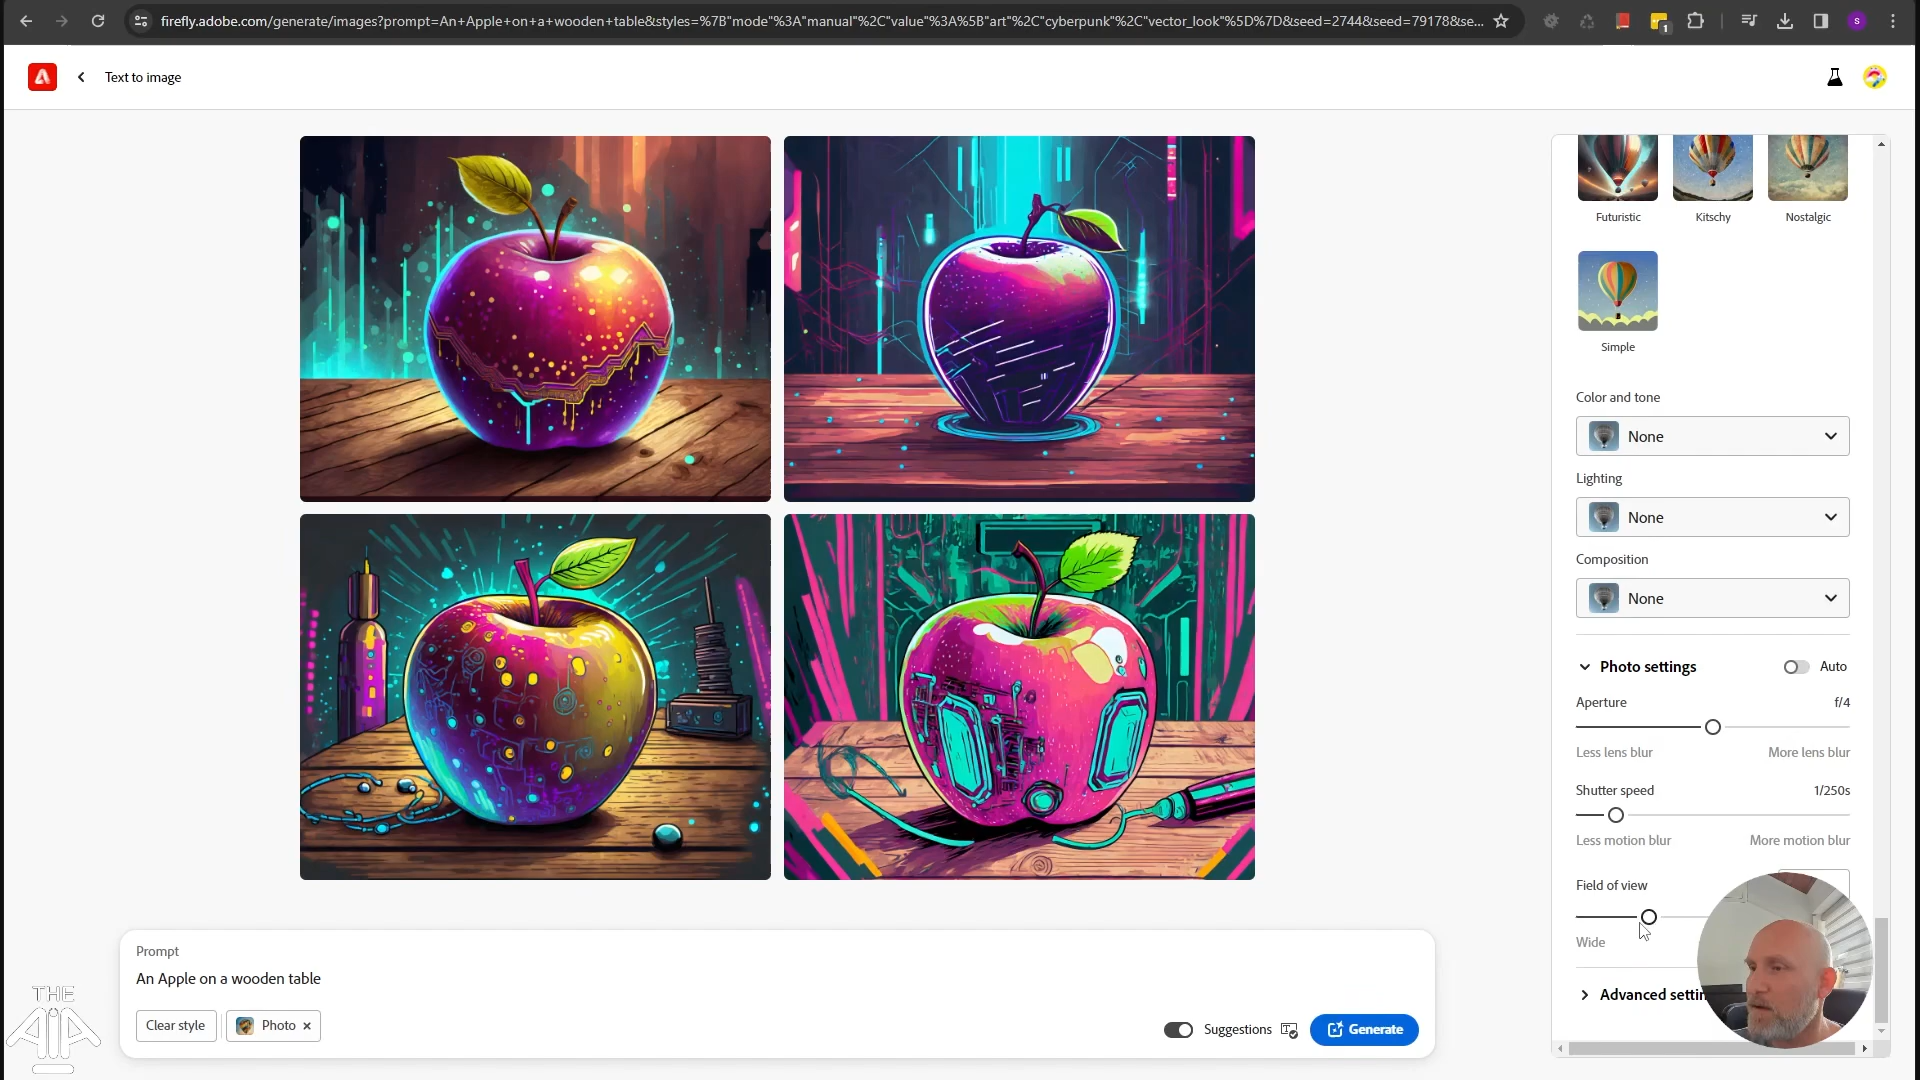 firefly.adobe.com/generate/images?prompt=An+Apple+on+a+wooden+table&styles=%7B"mode"%3A"manual"%2C"value"%3A%5B"art"%2C"cyberpunk"%2C"vector_look"%5D%7D&seed=2744&seed=79178&se...
1
s
Text to image
Futuristic
Kitschy
Nostalgic
Simple
Color and tone
None
Lighting
None
Composition
None
Photo settings
Auto
Aperture
f/4
Less lens blur
More lens blur
Shutter speed
1/250s
Less motion blur
More motion blur
Field of view
Wide
Prompt
An Apple on a wooden table
Clear style
Photo
Suggestions
Generate
THE
AIA